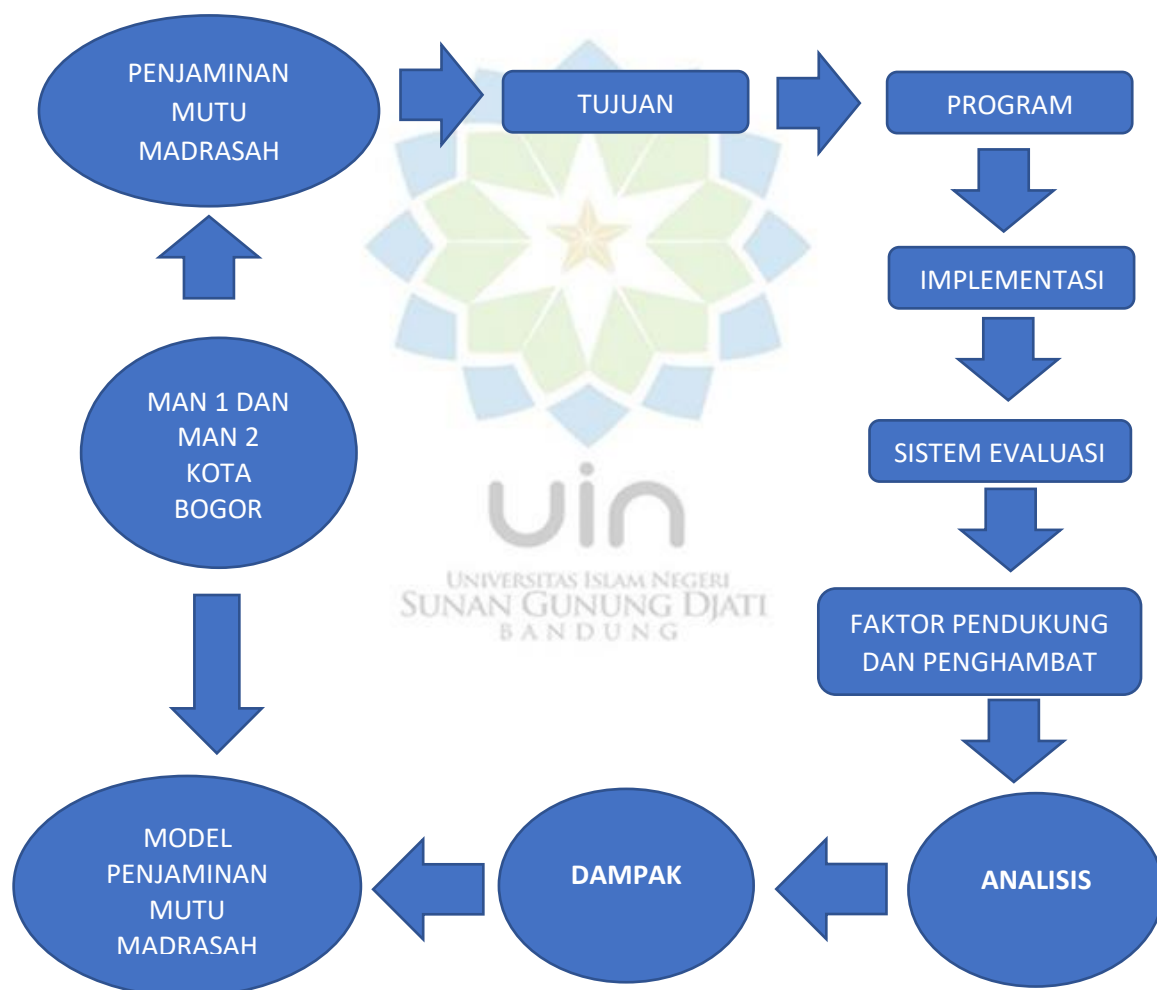 PENJAMINAN
MUTU
MADRASAH
TUJUAN
PROGRAM
IMPLEMENTASI
MAN 1 DAN
MAN 2
KOTA
BOGOR
SISTEM EVALUASI
uin
UNIVERSITAS ISLAM NEGERI
SUNAN GUNUNG DJATI
BANDUNG
FAKTOR PENDUKUNG
DAN PENGHAMBAT
MODEL
PENJAMINAN
MUTU
MADRASAH
DAMPAK
ANALISIS